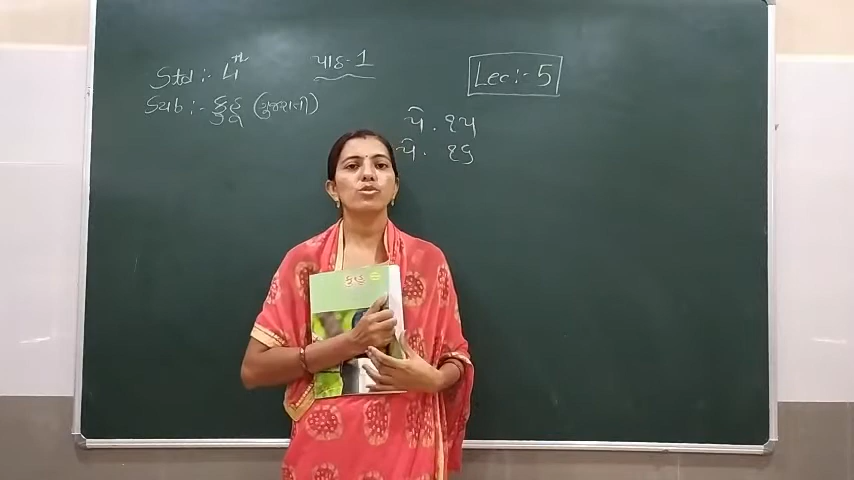 Std :- 4th
પાઠ-1
Lec :- 5
Sub :- કુહૂ (ગુજરાતી)
પે. ૧૫
પે. ૧૬
કુહૂ